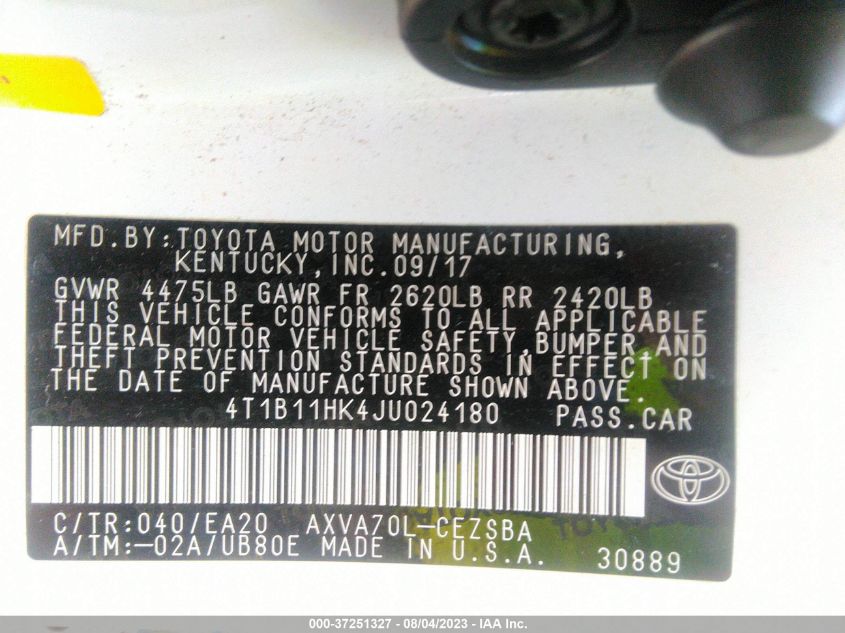 MFD.BY:TOYOTA MOTOR MANUFACTURING,
KENTUCKY,INC.09/17
GVWR 4475LB GAWR FR 2620LB RR 2420LB
THIS VEHICLE CONFORMS TO ALL APPLICABLE
FEDERAL MOTOR VEHICLE SAFETY,BUMPER,AND
THEFT PREVENTION STANDARDS IN EFFECT ON
THE DATE OF MANUFACTURE SHOWN ABOVE.
4T1B11HK4JU024180 PASS.CAR
C/TR:040/EA20 AXVA70L-CEZSBA
A/TM:-02A/UB80E MADE IN U.S.A. 30889
000-37251327 - 08/04/2023 - IAA Inc.